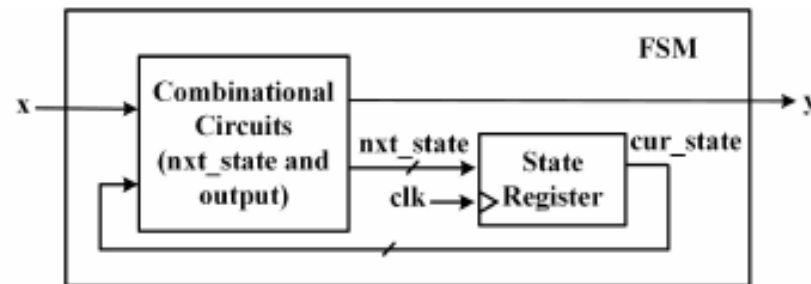 FSM
x
Combinational
Circuits
(nxt_state and
output)
y
nxt_state
cur_state
State
Register
clk